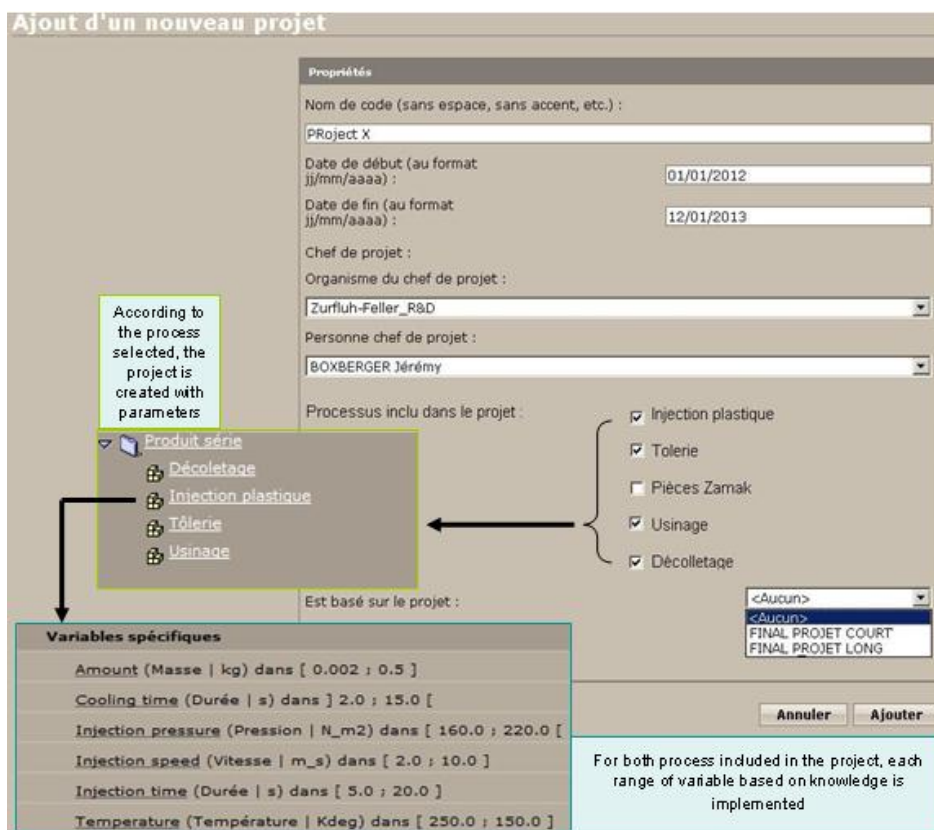 Ajout d'un nouveau projet
Propriétés
Nom de code (sans espace, sans accent, etc.) :
PRoject X
Date de début (au format
jj/mm/aaaa) :
01/01/2012
Date de fin (au format
jj/mm/aaaa) :
12/01/2013
Chef de projet :
Organisme du chef de projet :
Zurfluh-Feller_R&D
Personne chef de projet :
BOXBERGER Jérémy
According to
the process
selected, the
project is
created with
parameters
Processus inclu dans le projet :
Injection plastique
Tolerie
Pièces Zamak
Usinage
Décolletage
Produit série
Décoletage
Injection plastique
Tôlerie
Usinage
Est basé sur le projet :
<Aucun>
<Aucun>
FINAL PROJET COURT
FINAL PROJET LONG
Variables spécifiques
Amount (Masse | kg) dans [ 0.002 ; 0.5 ]
Cooling time (Durée | s) dans ] 2.0 ; 15.0 [
Injection pressure (Pression | N_m2) dans [ 160.0 ; 220.0 [
Injection speed (Vitesse | m_s) dans [ 2.0 ; 10.0 ]
Injection time (Durée | s) dans [ 5.0 ; 20.0 ]
Temperature (Température | Kdeg) dans [ 250.0 ; 150.0 ]
Annuler
Ajouter
For both process included in the project, each
range of variable based on knowledge is
implemented